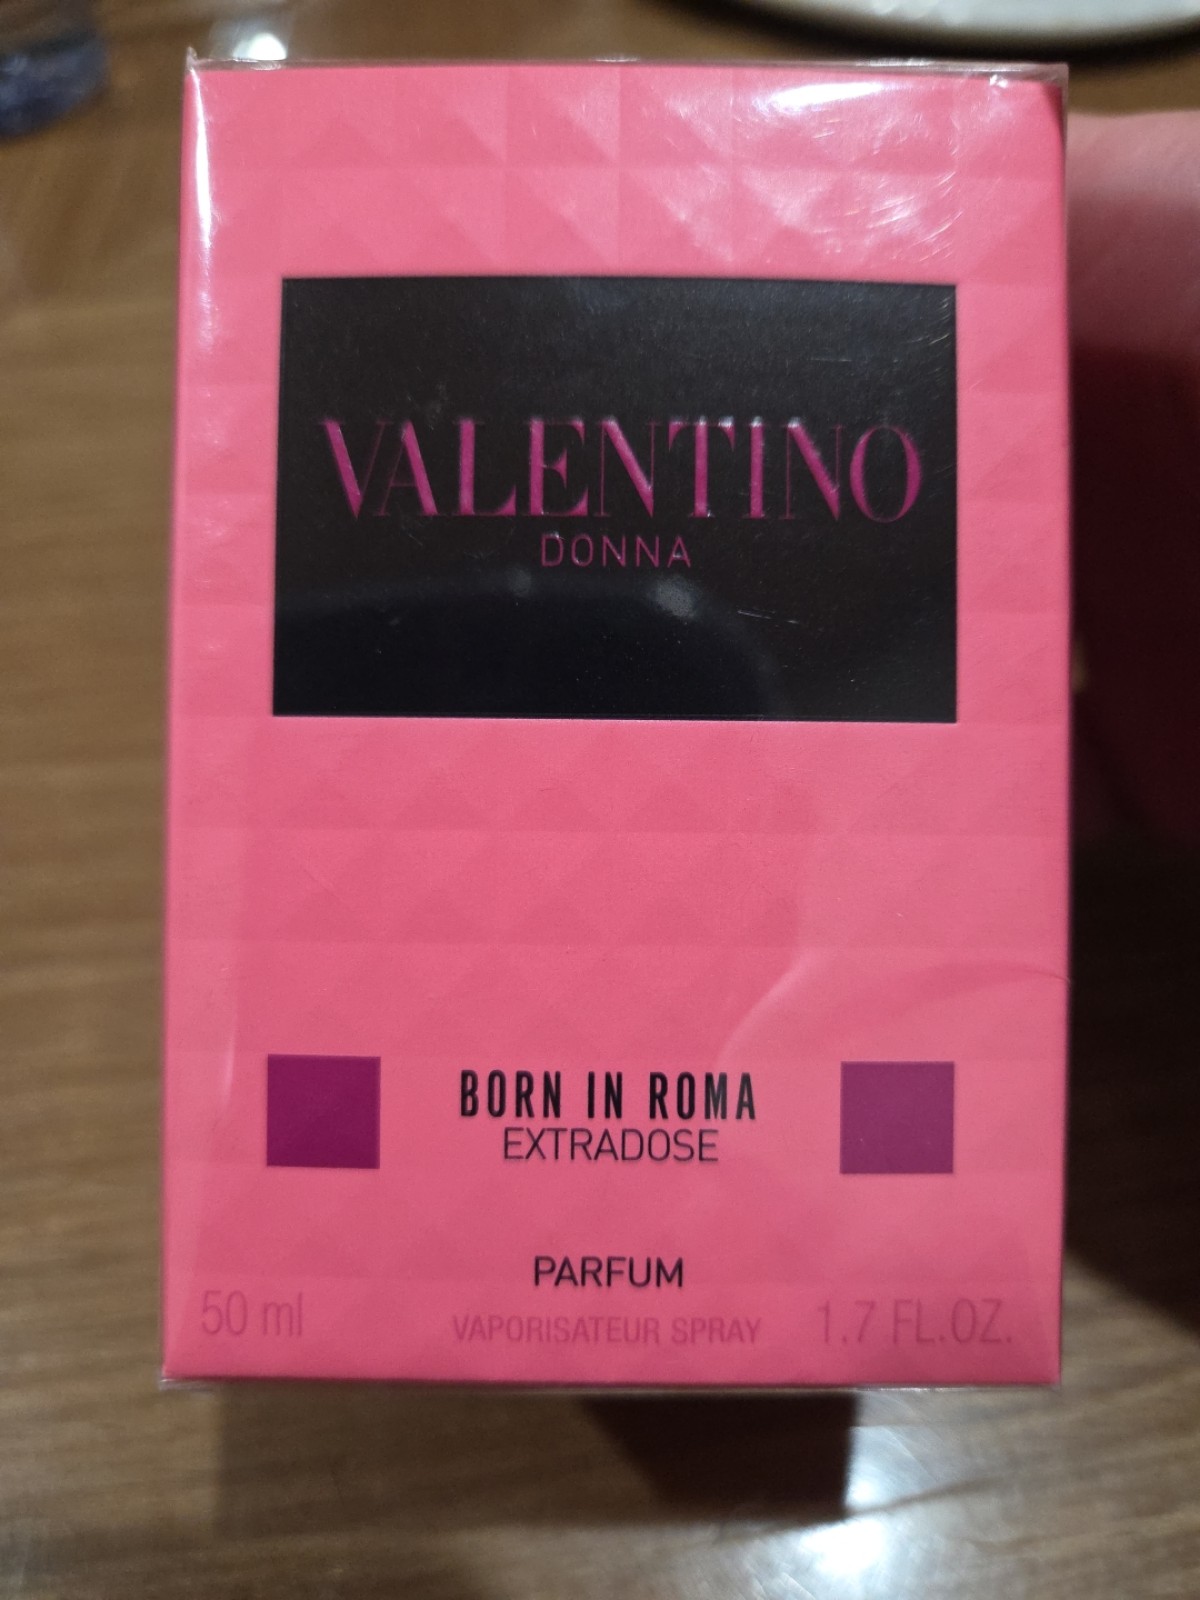 VALENTINO
DONNA
BORN IN ROMA
EXTRADOSE
PARFUM
50 ml VAPORISATEUR SPRAY 1.7 FL.OZ.